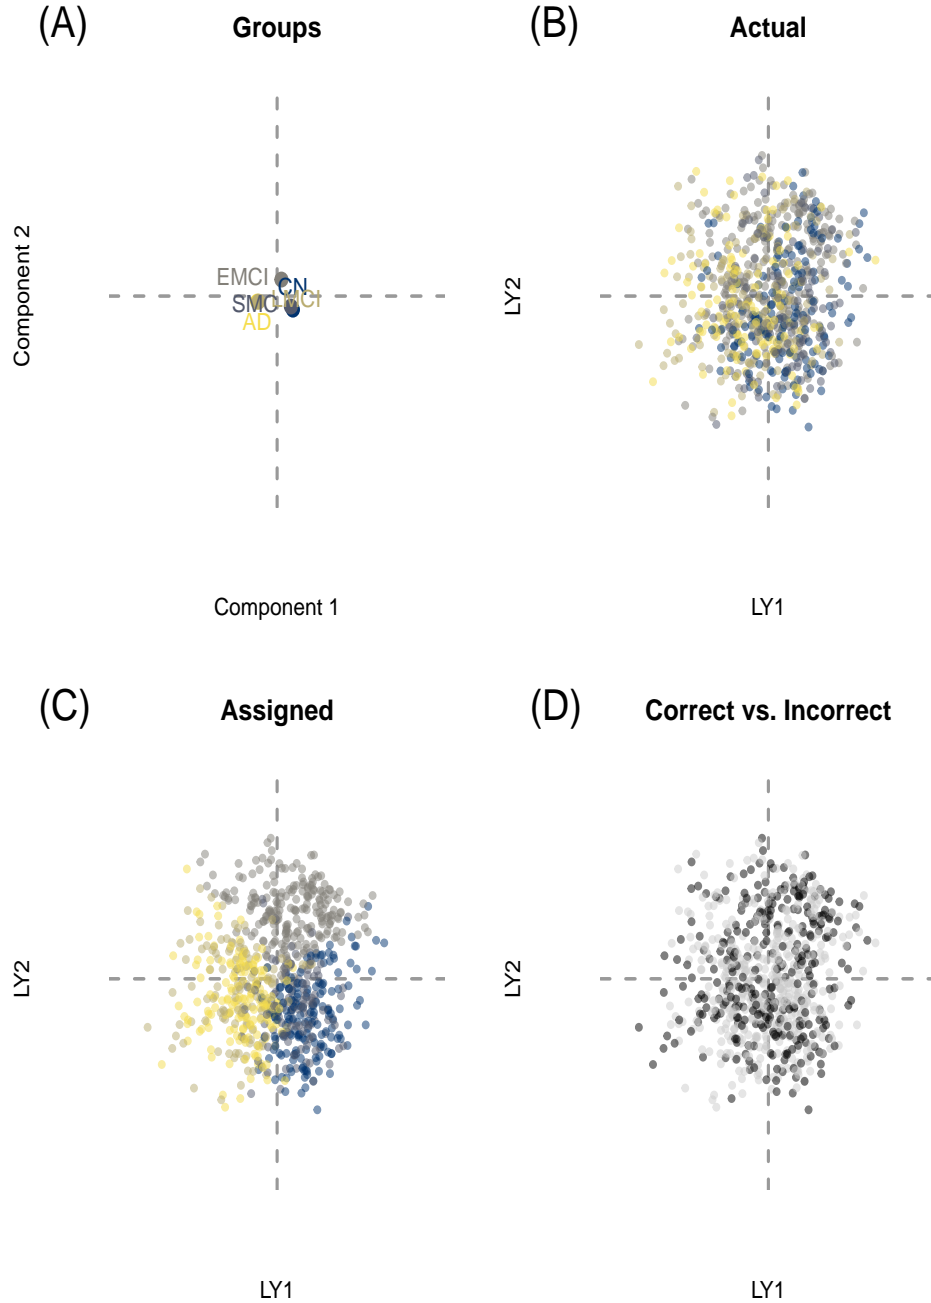 (A)
Groups
(B)
Actual
Component 2
EMCI
CN
SMC
LMCI
AD
LY2
Component 1
LY1
(C)
Assigned
(D)
Correct vs. Incorrect
LY2
LY2
LY1
LY1